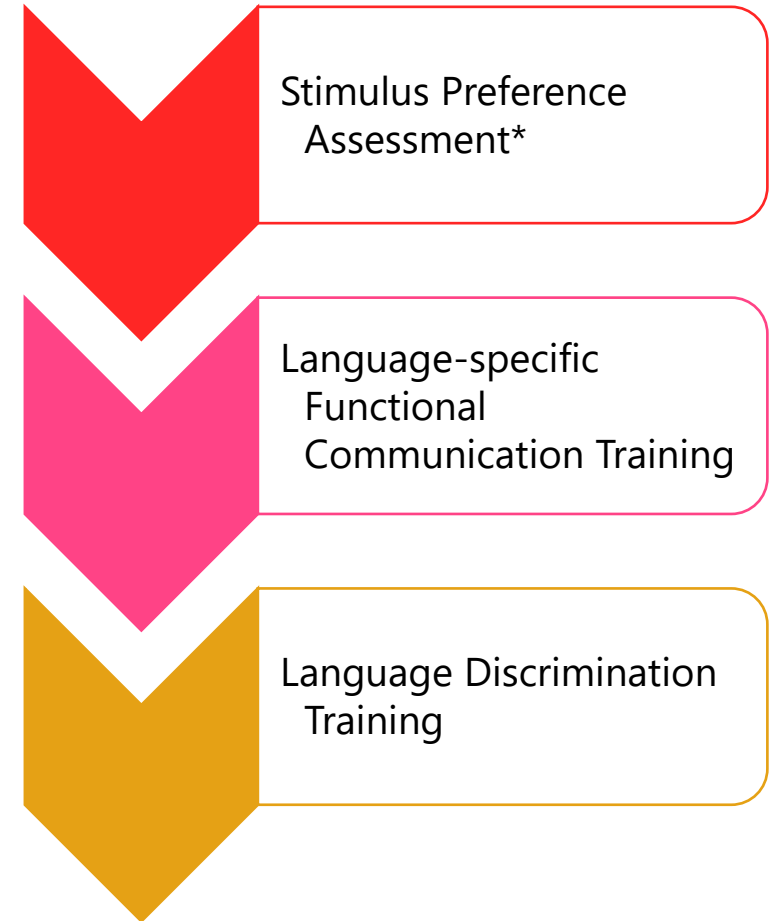 Stimulus Preference
Assessment*
Language-specific
Functional
Communication Training
Language Discrimination
Training